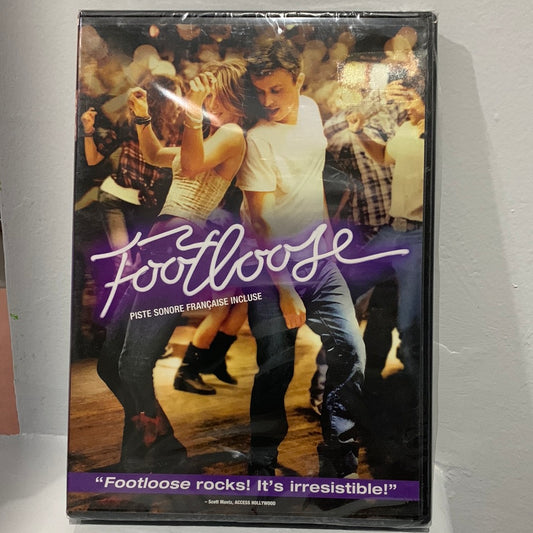 Footloose
PISTE SONORE FRANÇAISE INCLUSE
“Footloose rocks! It’s irresistible!”
– Scott Mantz, ACCESS HOLLYWOOD